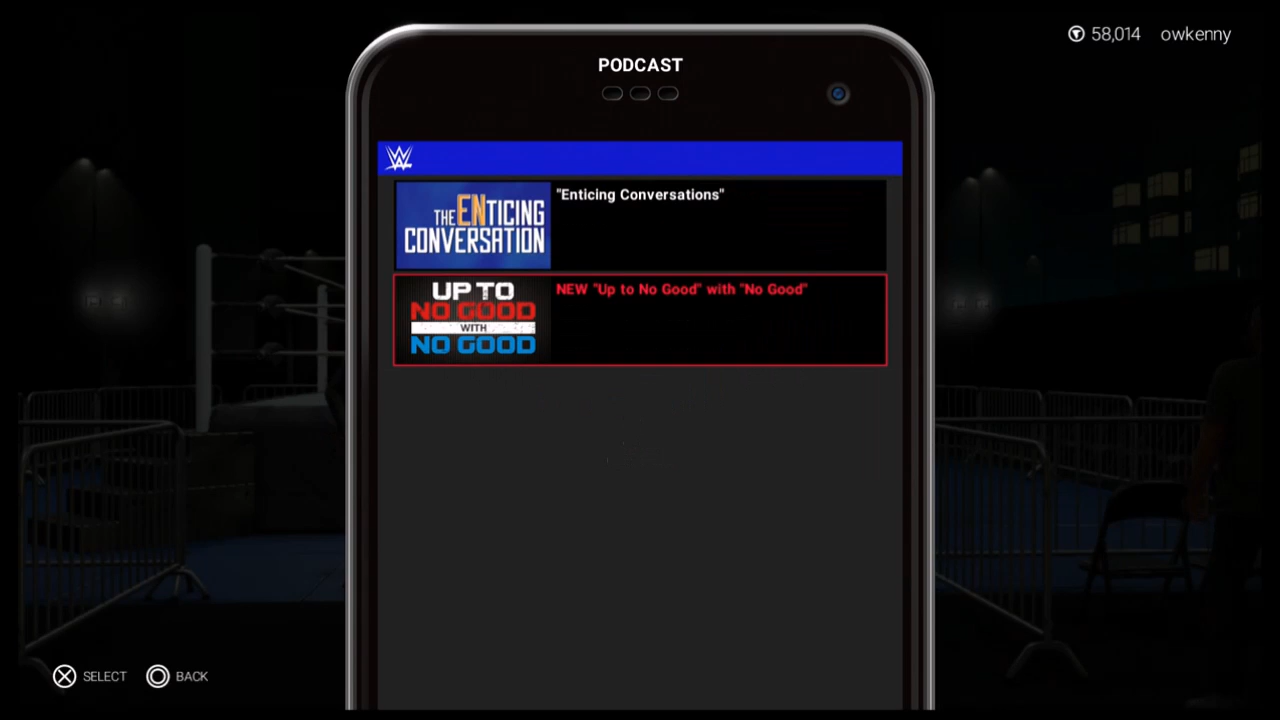 58,014 owkenny
PODCAST
W
THE ENTICING
CONVERSATION
"Enticing Conversations"
UP TO
NO GOOD
WITH
NO GOOD
NEW "Up to No Good" with "No Good"
SELECT BACK